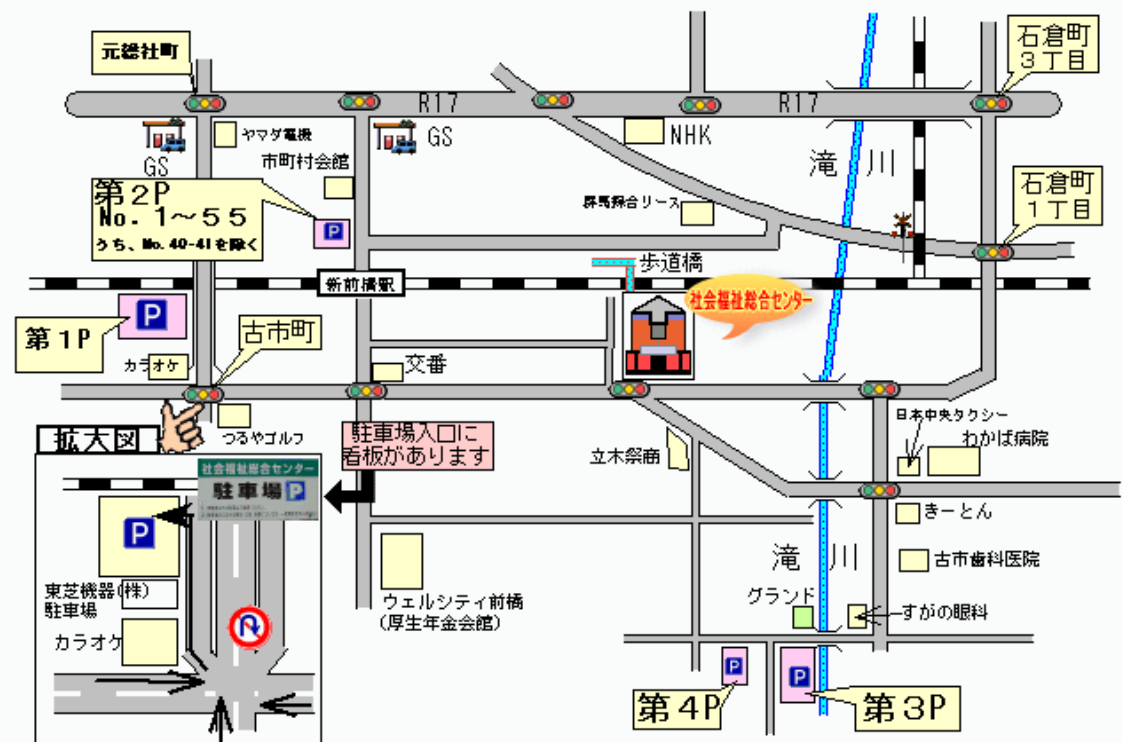 元総社町
R17
R17
石倉町
3丁目
GS
ヤマダ電機
GS
NHK
滝川
市町村会館
第2P
No. 1～55
うち、No. 40-41を除く
群馬綜合リース
石倉町
1丁目
新前橋駅
歩道橋
社会福祉総合センター
第1P
古市町
カラオケ
交番
つるやゴルフ
駐車場入口に
看板があります
立木祭商
日本中央タクシー
わかば病院
拡大図
社会福祉総合センター
駐車場P
P
きーとん
滝川
古市歯科医院
東芝機器(株)
駐車場
カラオケ
ウェルシティ前橋
(厚生年金会館)
グランド
すがの眼科
第4P
第3P